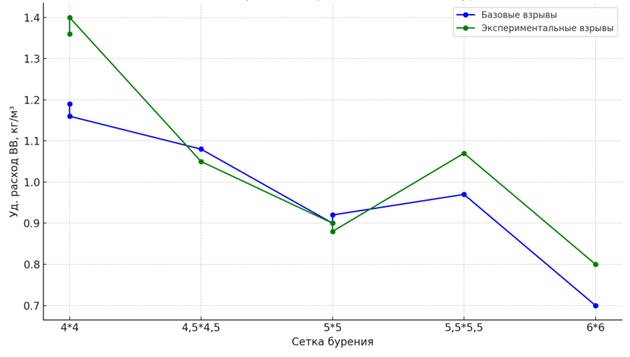 Базовые взрывы
Экспериментальные взрывы
Уд. расход ВВ, кг/м³
1.4
1.3
1.2
1.1
1.0
0.9
0.8
0.7
4*4 4,5*4,5 5*5 5,5*5,5 6*6
Сетка бурения